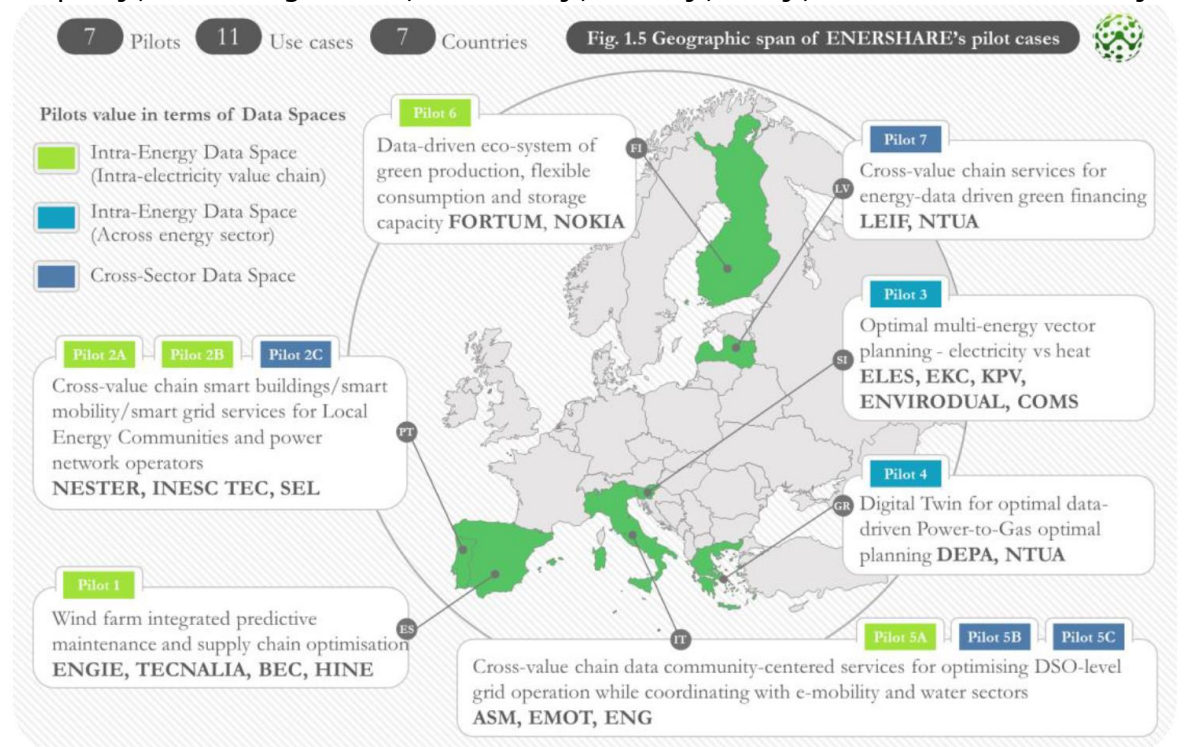 7 Pilots 11 Use cases 7 Countries
Fig. 1.5 Geographic span of ENERSHARE's pilot cases
Pilots value in terms of Data Spaces
Intra-Energy Data Space
(Intra-electricity value chain)
Intra-Energy Data Space
(Across energy sector)
Cross-Sector Data Space
Pilot 6
Data-driven eco-system of
green production, flexible
consumption and storage
capacity FORTUM, NOKIA
FI
Pilot 7
Cross-value chain services for
energy-data driven green financing
LEIF, NTUA
LV
Pilot 3
Optimal multi-energy vector
planning - electricity vs heat
ELES, EKC, KPV,
ENVIRODUAL, COMS
SI
Pilot 2A Pilot 2B Pilot 2C
Cross-value chain smart buildings/smart
mobility/smart grid services for Local
Energy Communities and power
network operators
NESTER, INESC TEC, SEL
PT
Pilot 4
Digital Twin for optimal data-
driven Power-to-Gas optimal
planning DEPA, NTUA
GR
Pilot 1
Wind farm integrated predictive
maintenance and supply chain optimisation
ENGIE, TECNALIA, BEC, HINE
ES
IT
Pilot 5A Pilot 5B Pilot 5C
Cross-value chain data community-centered services for optimising DSO-level
grid operation while coordinating with e-mobility and water sectors
ASM, EMOT, ENG